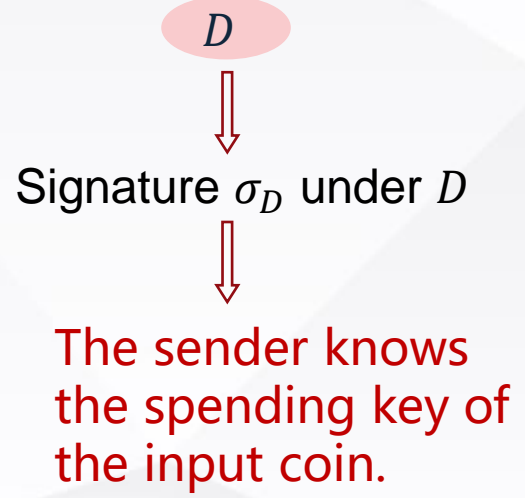 D
Signature σ_D under D
The sender knows
the spending key of
the input coin.